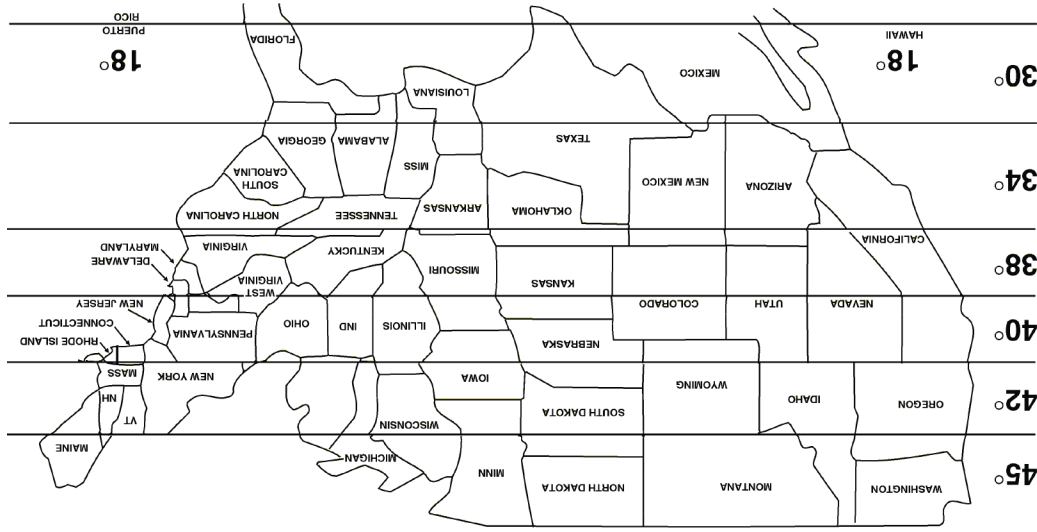 45°
WASHINGTON
MONTANA
NORTH DAKOTA
MINN
MICHIGAN
MAINE
42°
OREGON
IDAHO
WYOMING
SOUTH DAKOTA
WISCONSIN
VT
NH
IOWA
NEW YORK
MASS
40°
NEVADA
UTAH
COLORADO
NEBRASKA
ILLINOIS
IND
OHIO
PENNSYLVANIA
RHODE ISLAND
CONNECTICUT
NEW JERSEY
38°
CALIFORNIA
KANSAS
MISSOURI
KENTUCKY
WEST
VIRGINIA
VIRGINIA
DELAWARE
MARYLAND
34°
ARIZONA
NEW MEXICO
OKLAHOMA
ARKANSAS
TENNESSEE
NORTH CAROLINA
SOUTH
CAROLINA
TEXAS
MISS
ALABAMA
GEORGIA
30°
MEXICO
LOUISIANA
FLORIDA
18°
HAWAII
18°
PUERTO
RICO